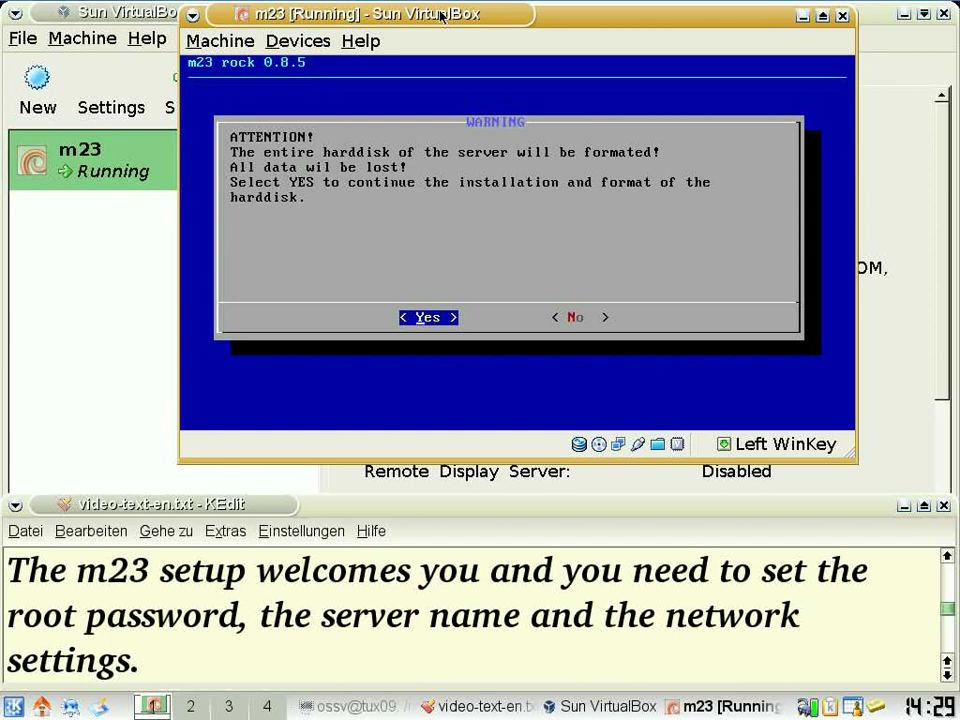 Sun VirtualBo
m23 [Running] - Sun VirtualBox
File Machine Help
Machine Devices Help
m23 rock 0.8.5
New Settings S
m23
Running
WARNING
ATTENTION!
The entire harddisk of the server will be formated!
All data wil be lost!
Select YES to continue the installation and format of the
harddisk.
< Yes > < No >
OM,
Left WinKey
Remote Display Server: Disabled
video-text-en.txt - KEdit
Datei Bearbeiten Gehe zu Extras Einstellungen Hilfe
The m23 setup welcomes you and you need to set the
root password, the server name and the network
settings.
2 3 4 ossv@tux09. video-text-en.t Sun VirtualBox m23 [Running 14:29